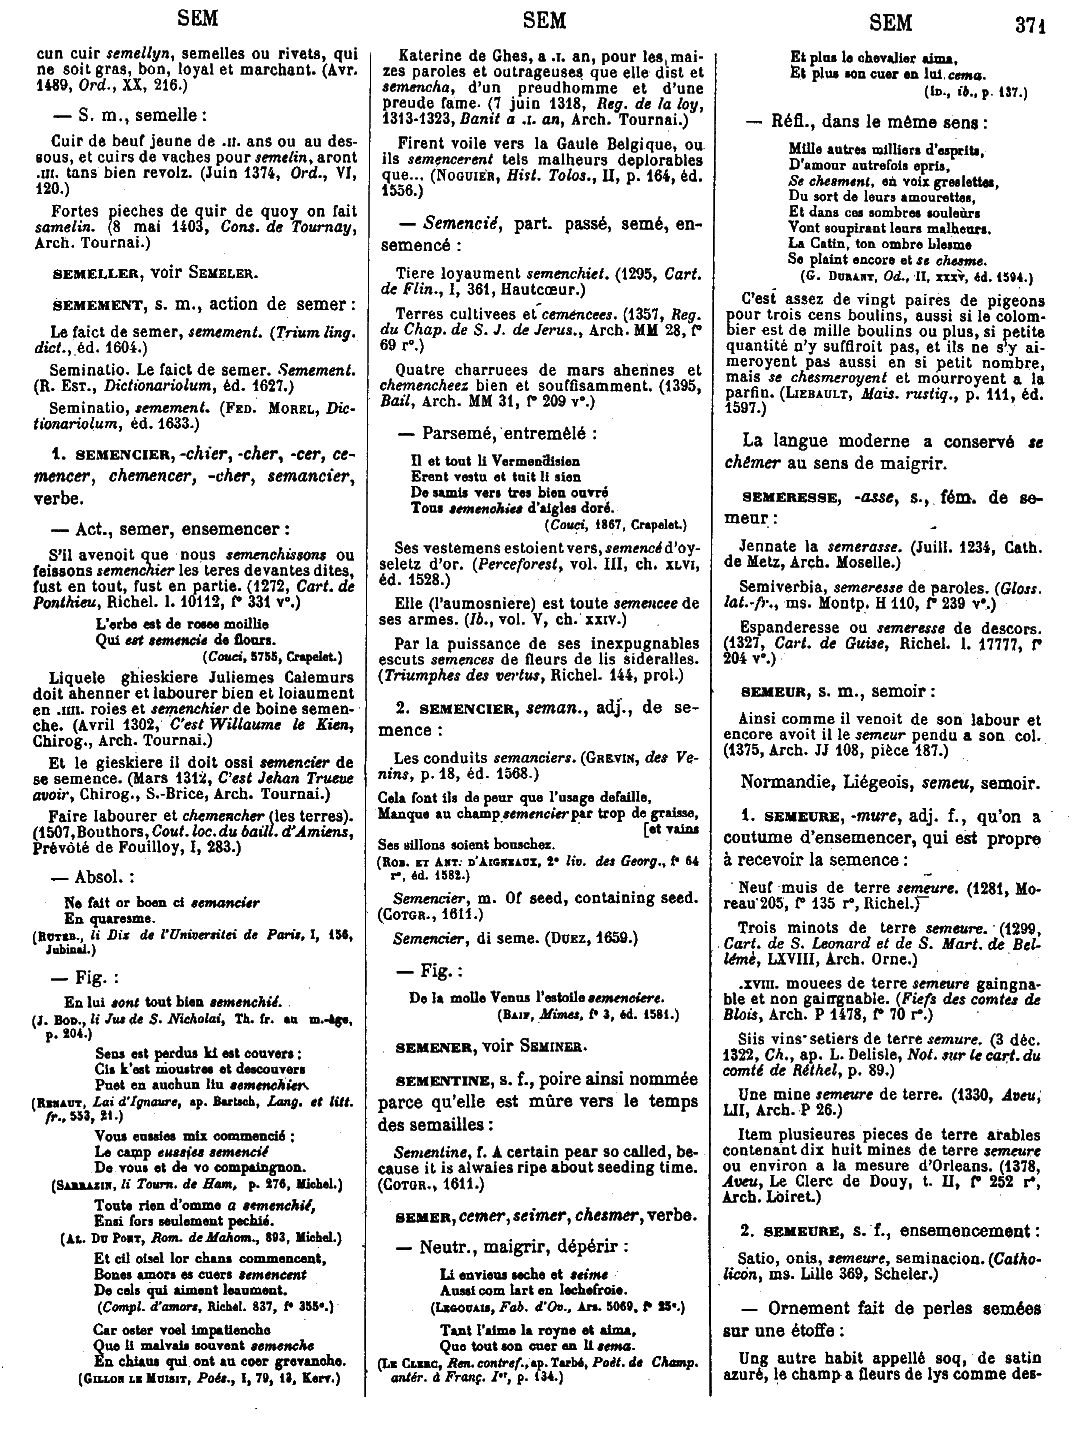 SEM
SEM
SEM
371
cun cuir semellyn, semelles ou rivets, qui
ne soit gras, bon, loyal et marchant. (Avr.
1489, Ord., XX, 216.)
— S. m., semelle :
Cuir de beuf jeune de .II. ans ou au des-
sous, et cuirs de vaches pour semelin, aront
.III. tans bien revolz. (Juin 1374, Ord., VI,
120.)
Fortes pieches de quir de quoy on fait
samelin. (8 mai 1403, Cons. de Tournay,
Arch. Tournai.)
SEMELLER, voir SEMELER.
SEMEMENT, s. m., action de semer :
Le faict de semer, semement. (Trium ling.
dict., éd. 1604.)
Seminatio. Le faict de semer. Semement.
(R. EST., Dictionariolum, éd. 1627.)
Seminatio, semement. (FED. MOREL, Dic-
tionariolum, éd. 1633.)
1. SEMENCIER, -chier, -cher, -cer, ce-
mencer, chemencer, -cher, semancier,
verbe.
— Act., semer, ensemencer :
S'il avenoit que nous semenchissons ou
feissons semenchier les teres devantes dites,
fust en tout, fust en partie. (1272, Cart. de
Ponthieu, Richel. l. 10112, f° 331 v°.)
L'erbe est de rosee moillie
Qui est semencie de flours.
(Couci, 5755, Crapelet.)
Liquele ghieskiere Juliemes Calemurs
doit ahenner et labourer bien et loiaument
en .IIII. roies et semenchier de boine semen-
che. (Avril 1302, C'est Willaume le Kien,
Chirog., Arch. Tournai.)
Et le gieskiere il doit ossi semencier de
se semence. (Mars 1312, C'est Jehan Trueve
avoir, Chirog., S.-Brice, Arch. Tournai.)
Faire labourer et chemencher (les terres).
(1507, Bouthors, Cout. loc. du baill. d'Amiens,
Prévôté de Fouilloy, I, 283.)
— Absol. :
Ne fait or boen ci semancier
En quaresme.
(RUTEB., li Diz de l'Universitei de Paris, I, 156,
Jubinal.)
— Fig. :
En lui sont tout bien semenchié.
(J. BOD., li Jus de S. Nicholai, Th. fr. au m.-âge,
p. 204.)
Sens est perdus ki est couvers :
Cis k'est moustres et descouvers
Puet en auchun liu semenchier.
(RENAUT, Lai d'Ignaure, ap. Bartsch, Lang. et litt.
fr., 553, 21.)
Vous eussies mix commencié ;
Le camp eussies semencié
De vous et de vo compaingnon.
(SARRAZIN, li Tourn. de Ham, p. 276, Michel.)
Toute rien d'omme a semenchié,
Ensi fors seulement pechié.
(AL. DU PONT, Rom. de Mahom., 893, Michel.)
Et cil oisel lor chans commencent,
Bones amors es cuers semencent
De cels qui aiment leaument.
(Compl. d'amors, Richel. 837, f° 355°.)
Car oster voel impatienche
Que li malvais souvent semenche
En chiaus qui ont au coer grevanche.
(GILLON LE MUISIT, Poés., I, 79, 13, Kerv.)
Katerine de Ghes, a .I. an, pour les mai-
zes paroles et outrageuses que elle dist et
semencha, d'un preudhomme et d'une
preude fame. (7 juin 1318, Reg. de la loy,
1313-1323, Banit a .I. an, Arch. Tournai.)
Firent voile vers la Gaule Belgique, ou
ils semencerent tels malheurs deplorables
que... (NOGUIER, Hist. Tolos., II, p. 164, éd.
1556.)
— Semencié, part. passé, semé, en-
semencé :
Tiere loyaument semenchiet. (1295, Cart.
de Flin., I, 361, Hautcœur.)
Terres cultivees et cemencees. (1357, Reg.
du Chap. de S. J. de Jerus., Arch. MM 28, f°
69 r°.)
Quatre charruees de mars ahennes et
chemencheez bien et souffisamment. (1395,
Bail, Arch. MM 31, f° 209 v°.)
— Parsemé, entremêlé :
Il et tout li Vermendisien
Erent vestu et tuit li sien
De samis vers tres bien ouvré
Tous semenchies d'aigles doré.
(Couci, 1867, Crapelet.)
Ses vestemens estoient vers, semencé d'oy-
seletz d'or. (Perceforest, vol. III, ch. XLVI,
éd. 1528.)
Elle (l'aumosniere) est toute semencee de
ses armes. (Ib., vol. V, ch. XXIV.)
Par la puissance de ses inexpugnables
escuts semences de fleurs de lis siderales.
(Triumphes des vertus, Richel. 144, prol.)
2. SEMENCIER, seman., adj., de se-
mence :
Les conduits semanciers. (GREVIN, des Ve-
nins, p. 18, éd. 1568.)
Cela font ils de peur que l'usage defaille,
Manque au champ semencier par trop de graisse,
[et vains
Ses sillons soient bouschez.
(ROB. ET ANT. D'AIGNEAUX, 2° liv. des Georg., f° 64
r°, éd. 1582.)
Semencier, m. Of seed, containing seed.
(COTGR., 1611.)
Semencier, di seme. (DUEZ, 1659.)
— Fig. :
De la molle Venus l'estoile semenciere.
(BAIF, Mimes, f° 3, éd. 1581.)
SEMENER, voir SEMINER.
SEMENTINE, s. f., poire ainsi nommée
parce qu'elle est mûre vers le temps
des semailles :
Sementine, f. A certain pear so called, be-
cause it is alwaies ripe about seeding time.
(COTGR., 1611.)
SEMER, cemer, seimer, chesmer, verbe.
— Neutr., maigrir, dépérir :
Li envieus seche et seime
Aussi com lart en lechefroie.
(LEGOUAIS, Fab. d'Ov., Ars. 5069, f° 25°.)
Tant l'aime la royne et aima,
Que tout son cuer en li sema.
(LE CLERC, Ren. contref., ap. Tarbé, Poét. de Champ.
antér. à Franç. Ier, p. 134.)
Et plus le chevalier aima,
Et plus son cuer en lui cema.
(ID., ib., p. 137.)
— Réfl., dans le même sens :
Mille autres milliers d'esprits,
D'amour autrefois epris,
Se chesment, en voix greslettes,
Du sort de leurs amourettes,
Et dans ces sombres souleurs
Vont soupirant leurs malheurs.
La Catin, ton ombre blesme
Se plaint encore et se chesme.
(G. DURANT, Od., II, XXXV, éd. 1594.)
C'est assez de vingt paires de pigeons
pour trois cens boulins, aussi si le colom-
bier est de mille boulins ou plus, si petite
quantité n'y suffiroit pas, et ils ne s'y ai-
meroyent pas aussi en si petit nombre,
mais se chesmeroyent et mourroyent a la
parfin. (LIEBAULT, Mais. rustiq., p. 111, éd.
1597.)
La langue moderne a conservé se
chêmer au sens de maigrir.
SEMERESSE, -asse, s., fém. de se-
meur :
Jennate la semerasse. (Juill. 1234, Cath.
de Metz, Arch. Moselle.)
Semiverbia, semeresse de paroles. (Gloss.
lat.-fr., ms. Montp. H 110, f° 239 v°.)
Espanderesse ou semeresse de descors.
(1327, Cart. de Guise, Richel. l. 17777, f°
204 v°.)
SEMEUR, s. m., semoir :
Ainsi comme il venoit de son labour et
encore avoit il le semeur pendu a son col.
(1375, Arch. JJ 108, pièce 187.)
Normandie, Liégeois, semeu, semoir.
1. SEMEURE, -mure, adj. f., qu'on a
coutume d'ensemencer, qui est propre
à recevoir la semence :
Neuf muis de terre semeure. (1281, Mo-
reau 205, f° 135 r°, Richel.)
Trois minots de terre semeure. (1299,
Cart. de S. Leonard et de S. Mart. de Bel-
lémé, LXVIII, Arch. Orne.)
.XVIII. mouees de terre semeure gaingna-
ble et non gaingnable. (Fiefs des comtes de
Blois, Arch. P 1478, f° 70 r°.)
Siis vins setiers de terre semure. (3 déc.
1322, Ch., ap. L. Delisle, Not. sur le cart. du
comté de Réthel, p. 89.)
Une mine semeure de terre. (1330, Aveu,
LII, Arch. P 26.)
Item plusieures pieces de terre arables
contenant dix huit mines de terre semeure
ou environ a la mesure d'Orleans. (1378,
Aveu, Le Clerc de Douy, t. II, f° 252 r°,
Arch. Loiret.)
2. SEMEURE, s. f., ensemencement :
Satio, onis, semeure, seminacion. (Catho-
licon, ms. Lille 369, Scheler.)
— Ornement fait de perles semées
sur une étoffe :
Ung autre habit appellé soq, de satin
azuré, le champ a fleurs de lys comme des-